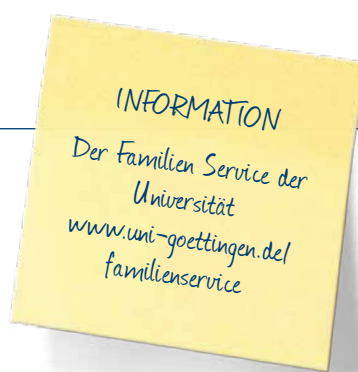 INFORMATION
Der Familien Service der
Universität
www.uni-goettingen.de/
familienservice